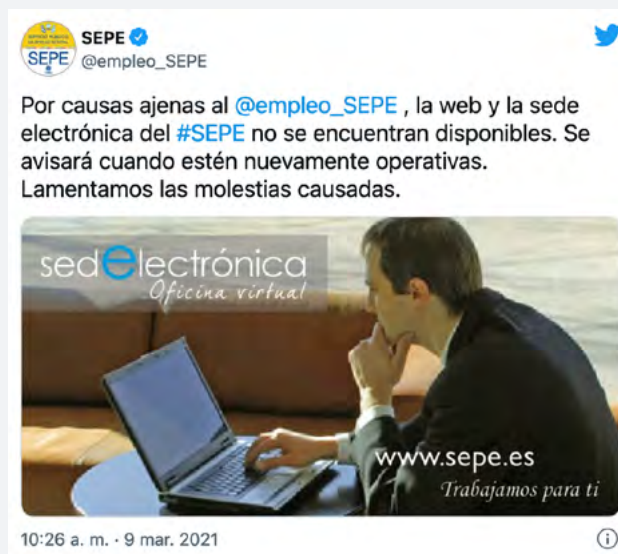 SEPE
@empleo_SEPE
SEPE
Por causas ajenas al @empleo_SEPE , la web y la sede
electrónica del #SEPE no se encuentran disponibles. Se
avisará cuando estén nuevamente operativas.
Lamentamos las molestias causadas.
sedelectrónica
Oficina virtual
www.sepe.es
Trabajamos para ti
10:26 a. m. · 9 mar. 2021